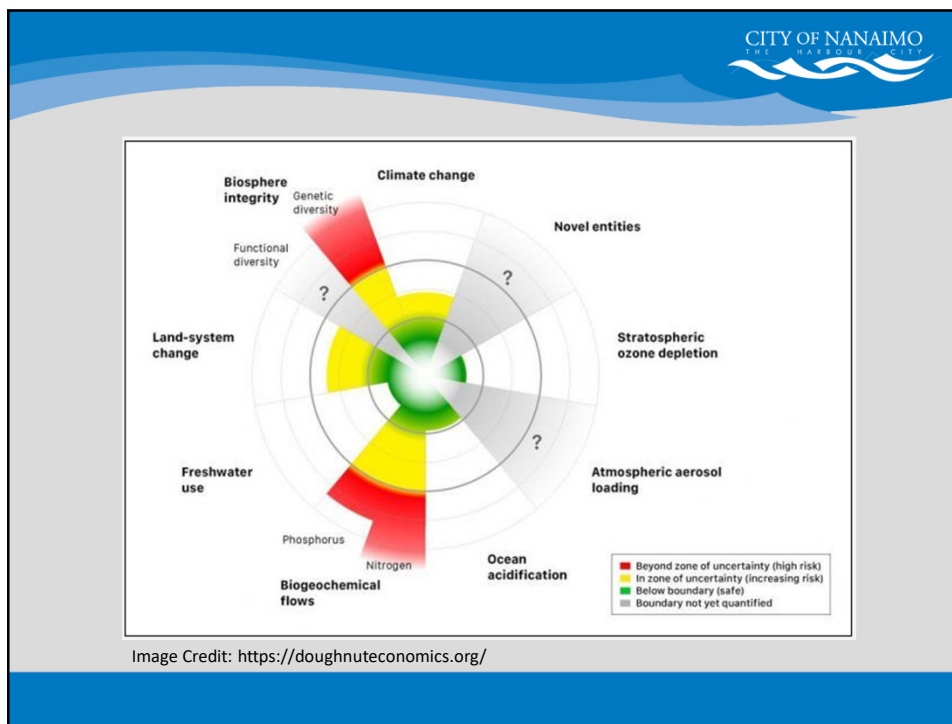 CITY OF NANAIMO
THE HARBOUR CITY
Climate change
Biosphere
integrity
Genetic
diversity
Novel entities
Functional
diversity
?
?
Land-system
change
Stratospheric
ozone depletion
?
Freshwater
use
Atmospheric aerosol
loading
Phosphorus
Nitrogen
Biogeochemical
flows
Ocean
acidification
Beyond zone of uncertainty (high risk)
In zone of uncertainty (increasing risk)
Below boundary (safe)
Boundary not yet quantified
Image Credit: https://doughnuteconomics.org/